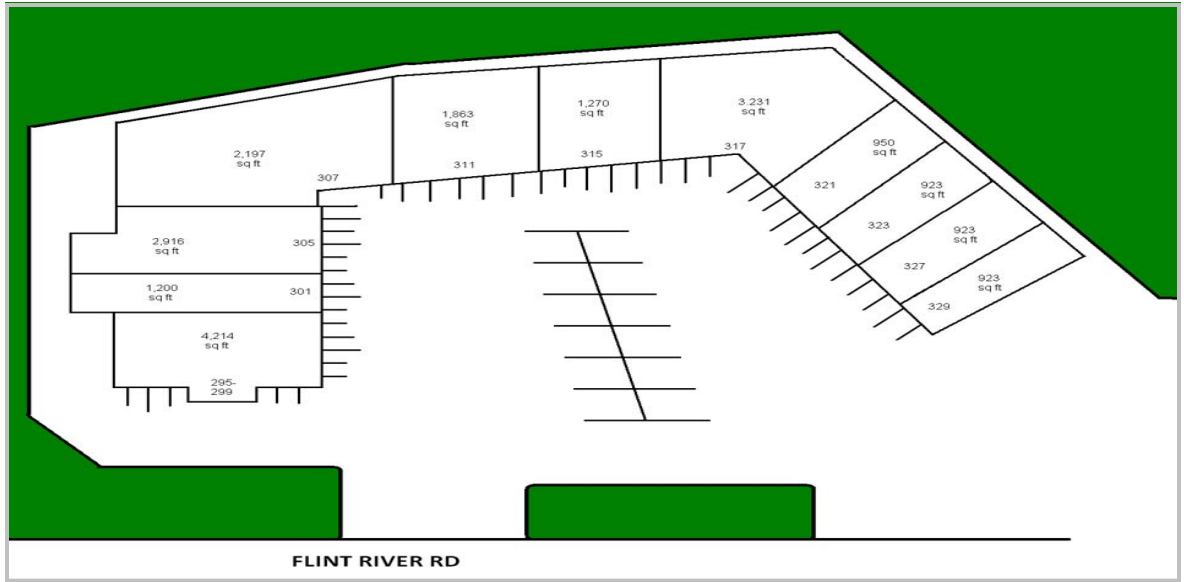 3.231
sq ft
317
1,270
sq ft
315
1,863
sq ft
311
2,197
sq ft
307
950
sq ft
321
923
sq ft
323
923
sq ft
327
923
sq ft
329
2,916
sq ft
305
1,200
sq ft
301
4,214
sq ft
295-
299
FLINT RIVER RD